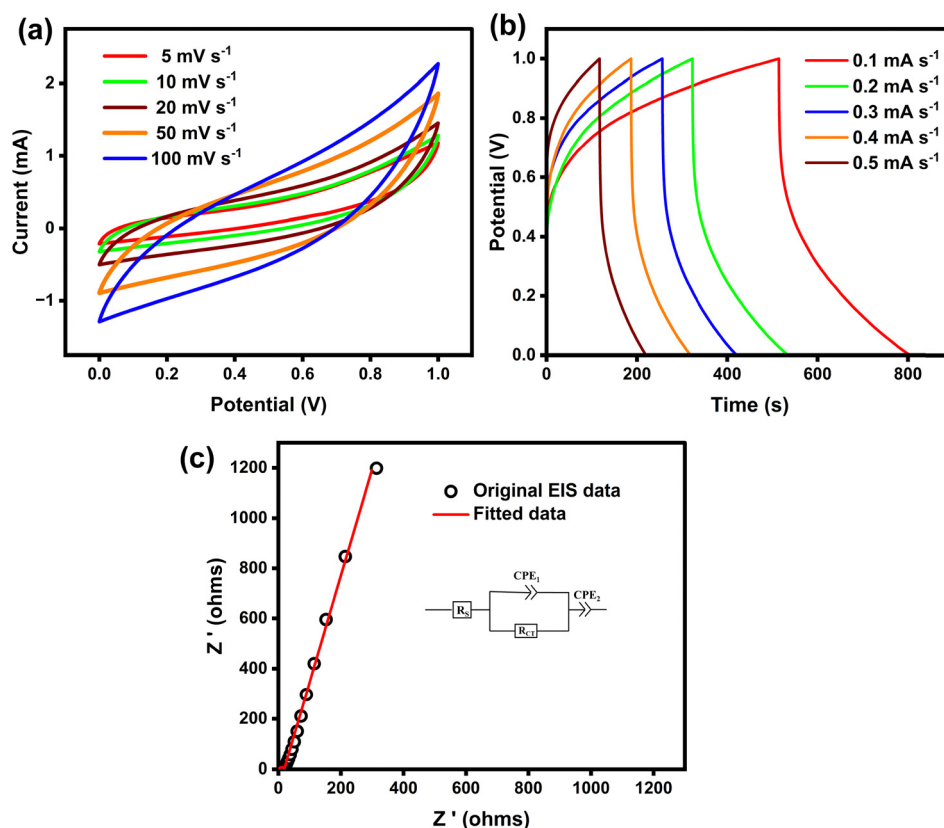 (a)
5 mV s⁻¹
10 mV s⁻¹
20 mV s⁻¹
50 mV s⁻¹
100 mV s⁻¹
2
1
0
−1
Current (mA)
0.0 0.2 0.4 0.6 0.8 1.0
Potential (V)
(b)
0.1 mA s⁻¹
0.2 mA s⁻¹
0.3 mA s⁻¹
0.4 mA s⁻¹
0.5 mA s⁻¹
1.0
0.8
0.6
0.4
0.2
0.0
Potential (V)
0 200 400 600 800
Time (s)
(c)
Original EIS data
Fitted data
CPE₁
CPE₂
R_S
R_CT
1200
1000
800
600
400
200
0
Z ' (ohms)
0 200 400 600 800 1000 1200
Z ' (ohms)